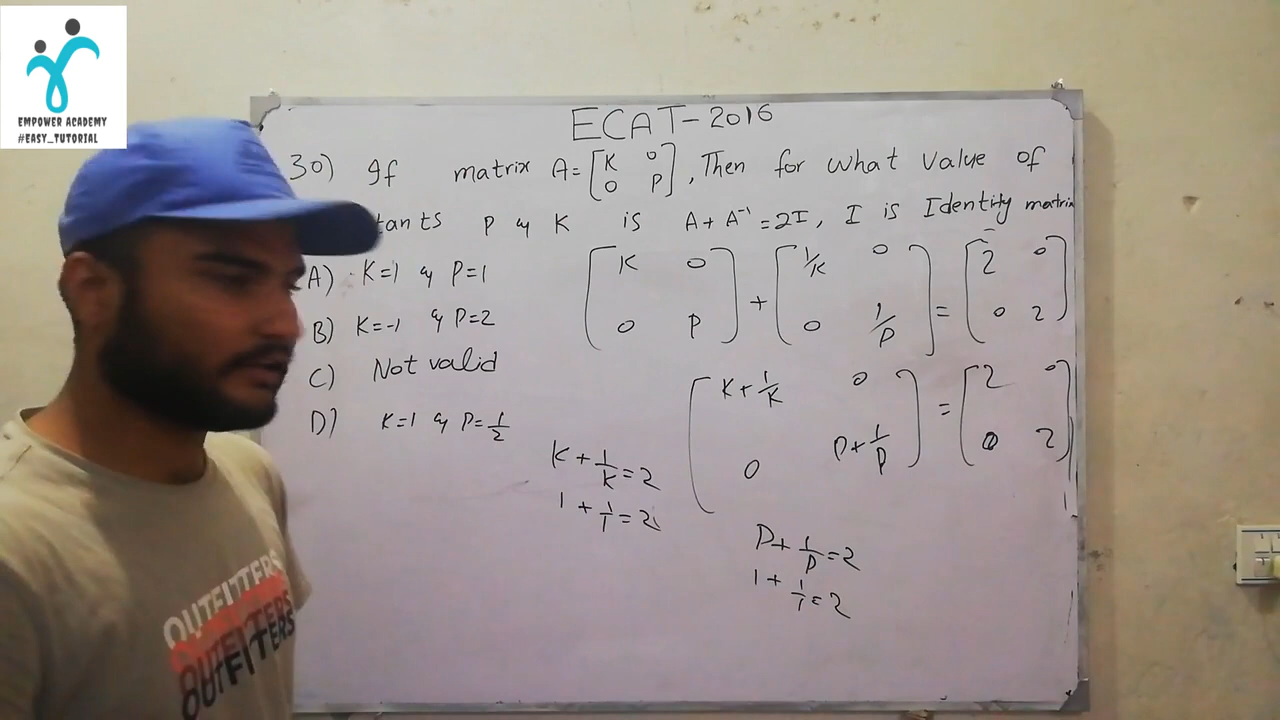 EMPOWER ACADEMY
#EASY_TUTORIAL
ECAT-2016
30) If matrix A = [K 0 0 P], Then for what value of
tants P & K is A + A⁻¹ = 2I, I is Identity matrix
A) K=1 & P=1
B) K=-1 & P=2
C) Not valid
D) K=1 & P=1/2
[K 0 0 P] + [1/K 0 0 1/P] = [2 0 0 2]
[K+1/K 0 0 P+1/P] = [2 0 0 2]
K + 1/K = 2
1 + 1/1 = 2
P + 1/P = 2
1 + 1/1 = 2
OUTFITTERS
OUTFITTERS
OUTFITTERS